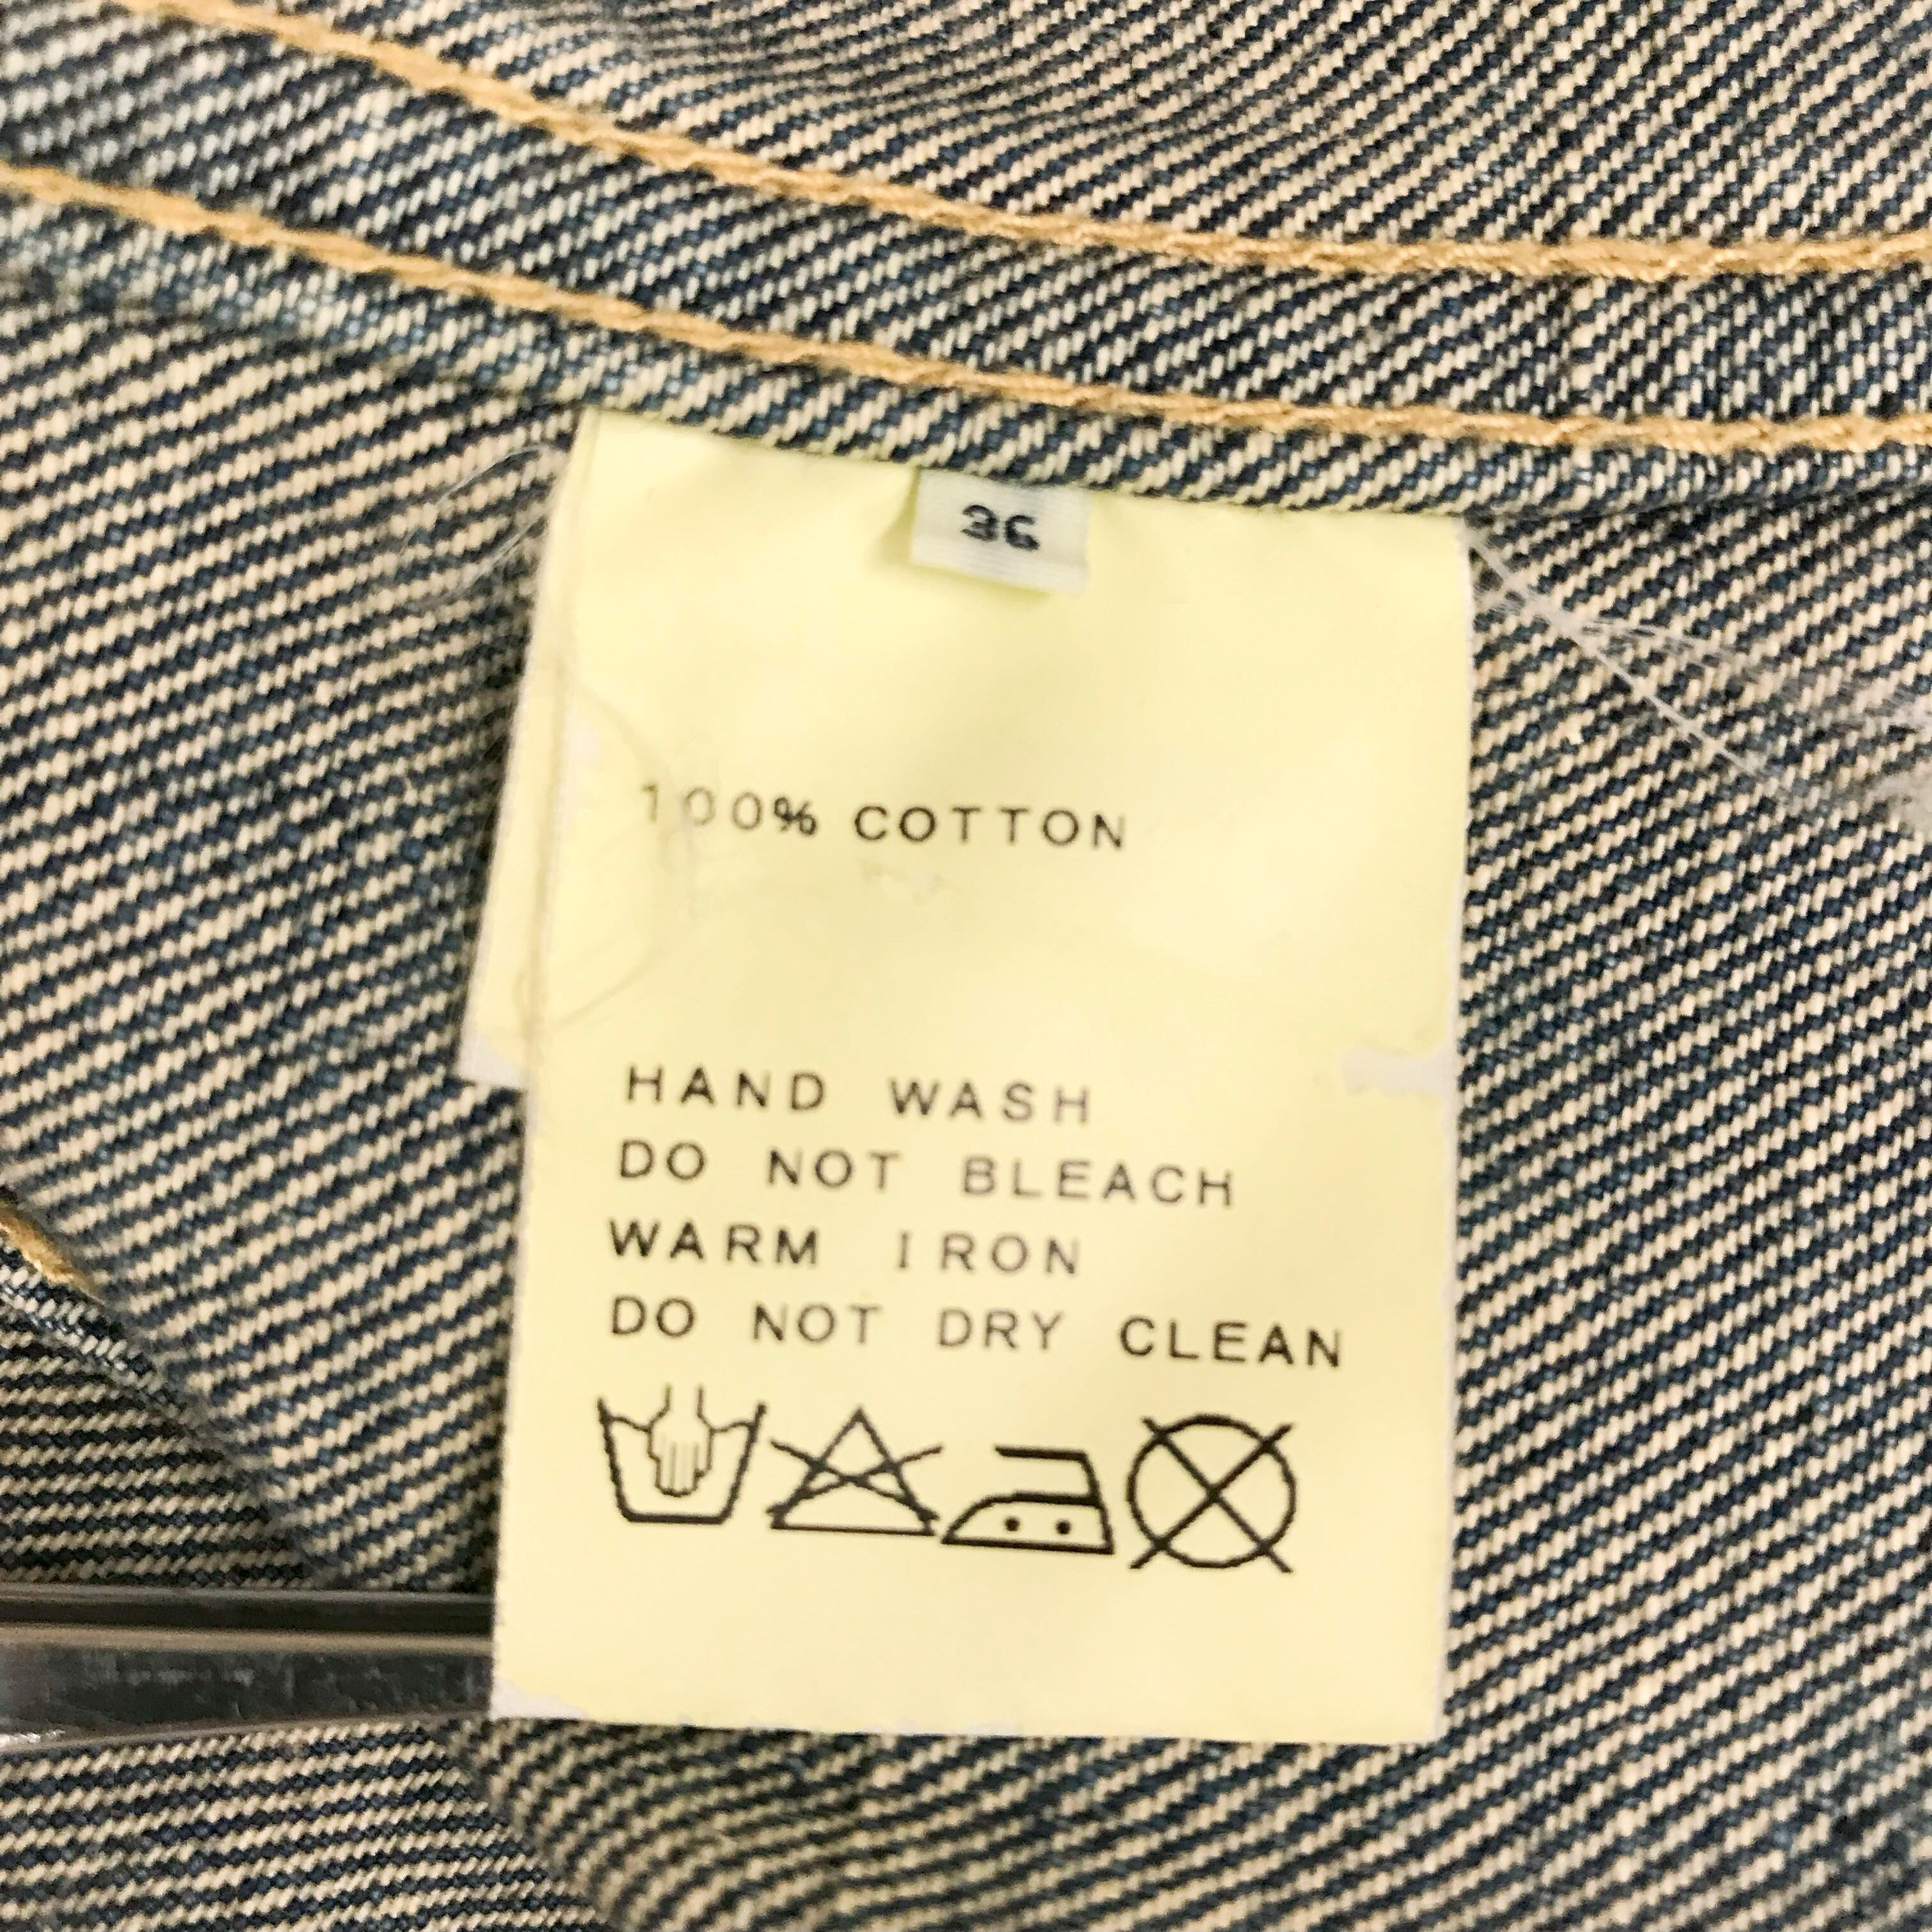 36
100% COTTON
HAND WASH
DO NOT BLEACH
WARM IRON
DO NOT DRY CLEAN